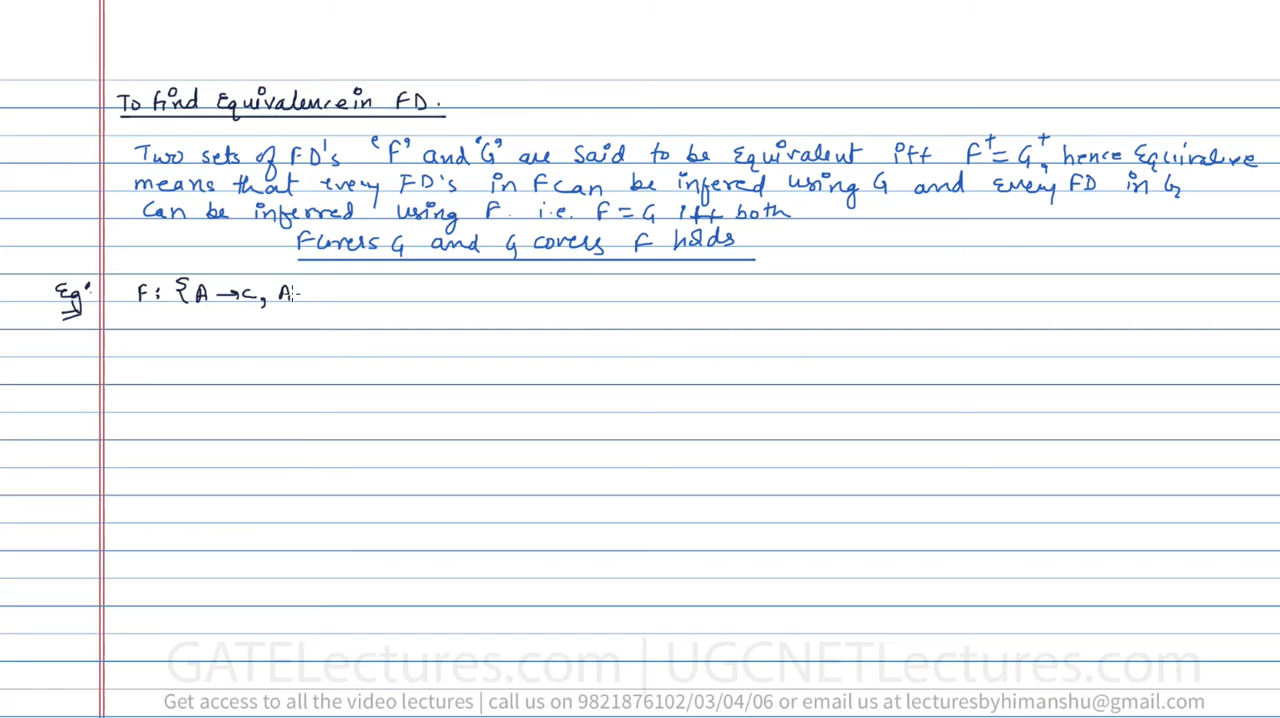 To find Equivalence in FD.
Two sets of FD's 'F' and 'G' are said to be Equivalent iff F+ = G+, hence Equivalence
means that every FD's in F can be infered using G and every FD in G
can be inferred using F. i.e. F = G iff both
F covers G and G covers F holds
Eg: F: {A → C, A
GATELectures.com | UGCNETLectures.com
Get access to all the video lectures | call us on 9821876102/03/04/06 or email us at lecturesbyhimanshu@gmail.com